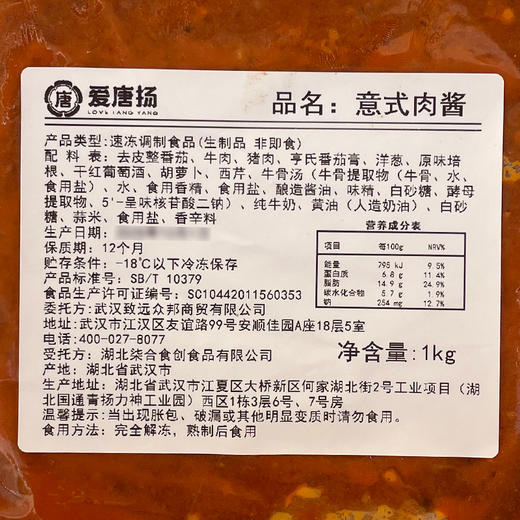 唐 爱唐扬
LOVE TANG YANG
品名：意式肉酱
产品类型:速冻调制食品(生制品 非即食)
配 料 表：去皮整番茄、牛肉、猪肉、亨氏番茄膏、洋葱、原味培
根、干红葡萄酒、胡萝卜、西芹、牛骨汤(牛骨提取物(牛骨、水、
食用盐)、水、食用香精、食用盐、酿造酱油、味精、白砂糖、酵母
提取物、5'-呈味核苷酸二钠)、纯牛奶、黄油(人造奶油)、白砂
糖、蒜米、食用盐、香辛料
生产日期：
保质期：12个月
贮存条件：-18℃以下冷冻保存
产品标准号：SB/T 10379
食品生产许可证编号：SC10442011560353
委托方：武汉致远众邦商贸有限公司
地址:武汉市江汉区友谊路99号安顺佳园A座18层5室
电话:400-027-8077
受托方：湖北柒合食创食品有限公司
产地：湖北省武汉市
生产地址：湖北省武汉市江夏区大桥新区何家湖北街2号工业项目（湖
北国通青扬力神工业园）西区1栋3层6号、7号房
温馨提示:当出现胀包、破漏或其他明显变质时请勿食用。
食用方法：完全解冻，熟制后食用
营养成分表
项目 每100g NRV%
能量 795 kJ 9.5%
蛋白质 6.8 g 11.4%
脂肪 14.9 g 24.9%
碳水化合物 5.7 g 1.9%
钠 254 mg 12.7%
净含量:1kg